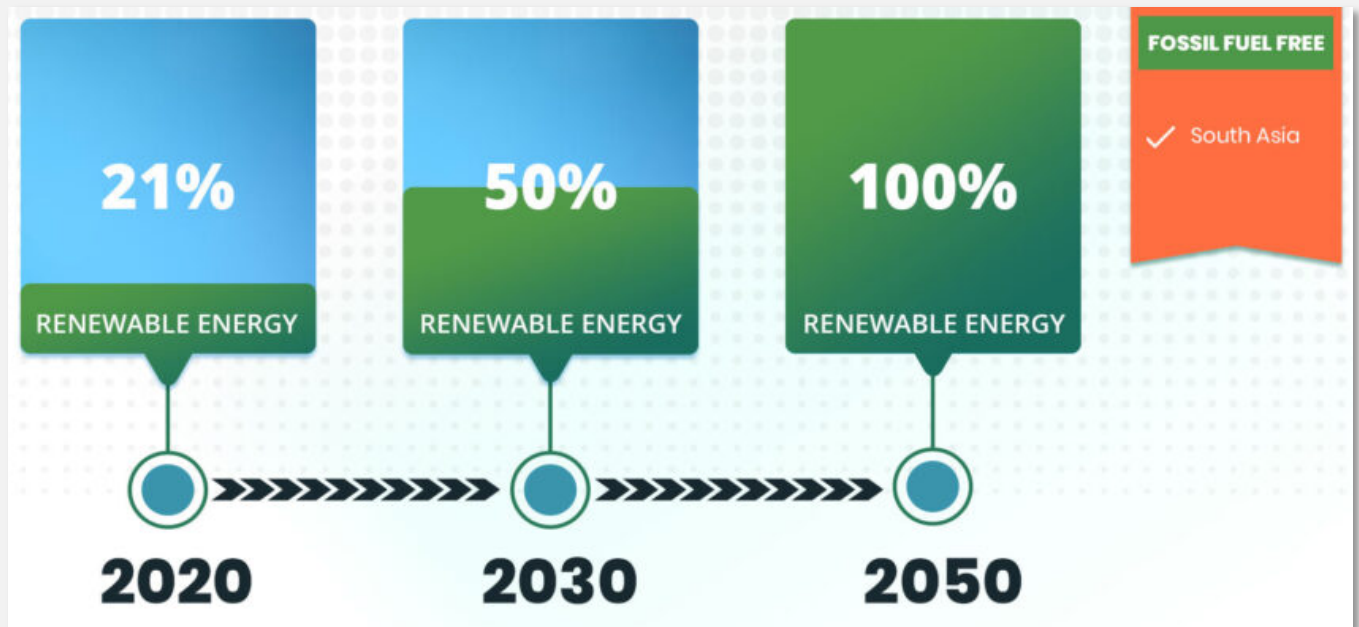 21%
RENEWABLE ENERGY
50%
RENEWABLE ENERGY
100%
RENEWABLE ENERGY
FOSSIL FUEL FREE
South Asia
2020
2030
2050